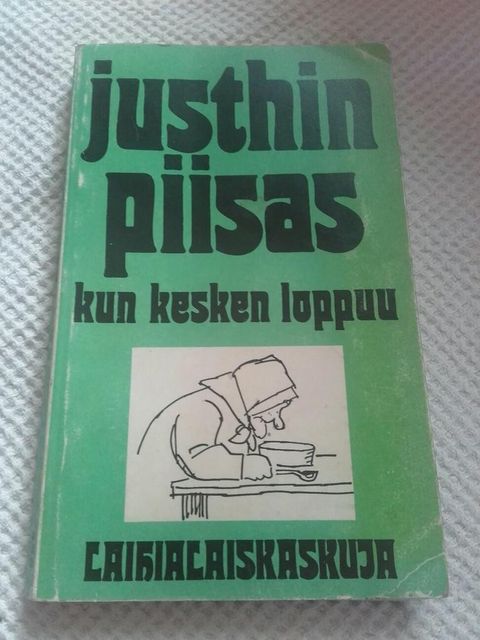 justhin
piisas
kun kesken loppuu
LAIHIALAISKASKUJA